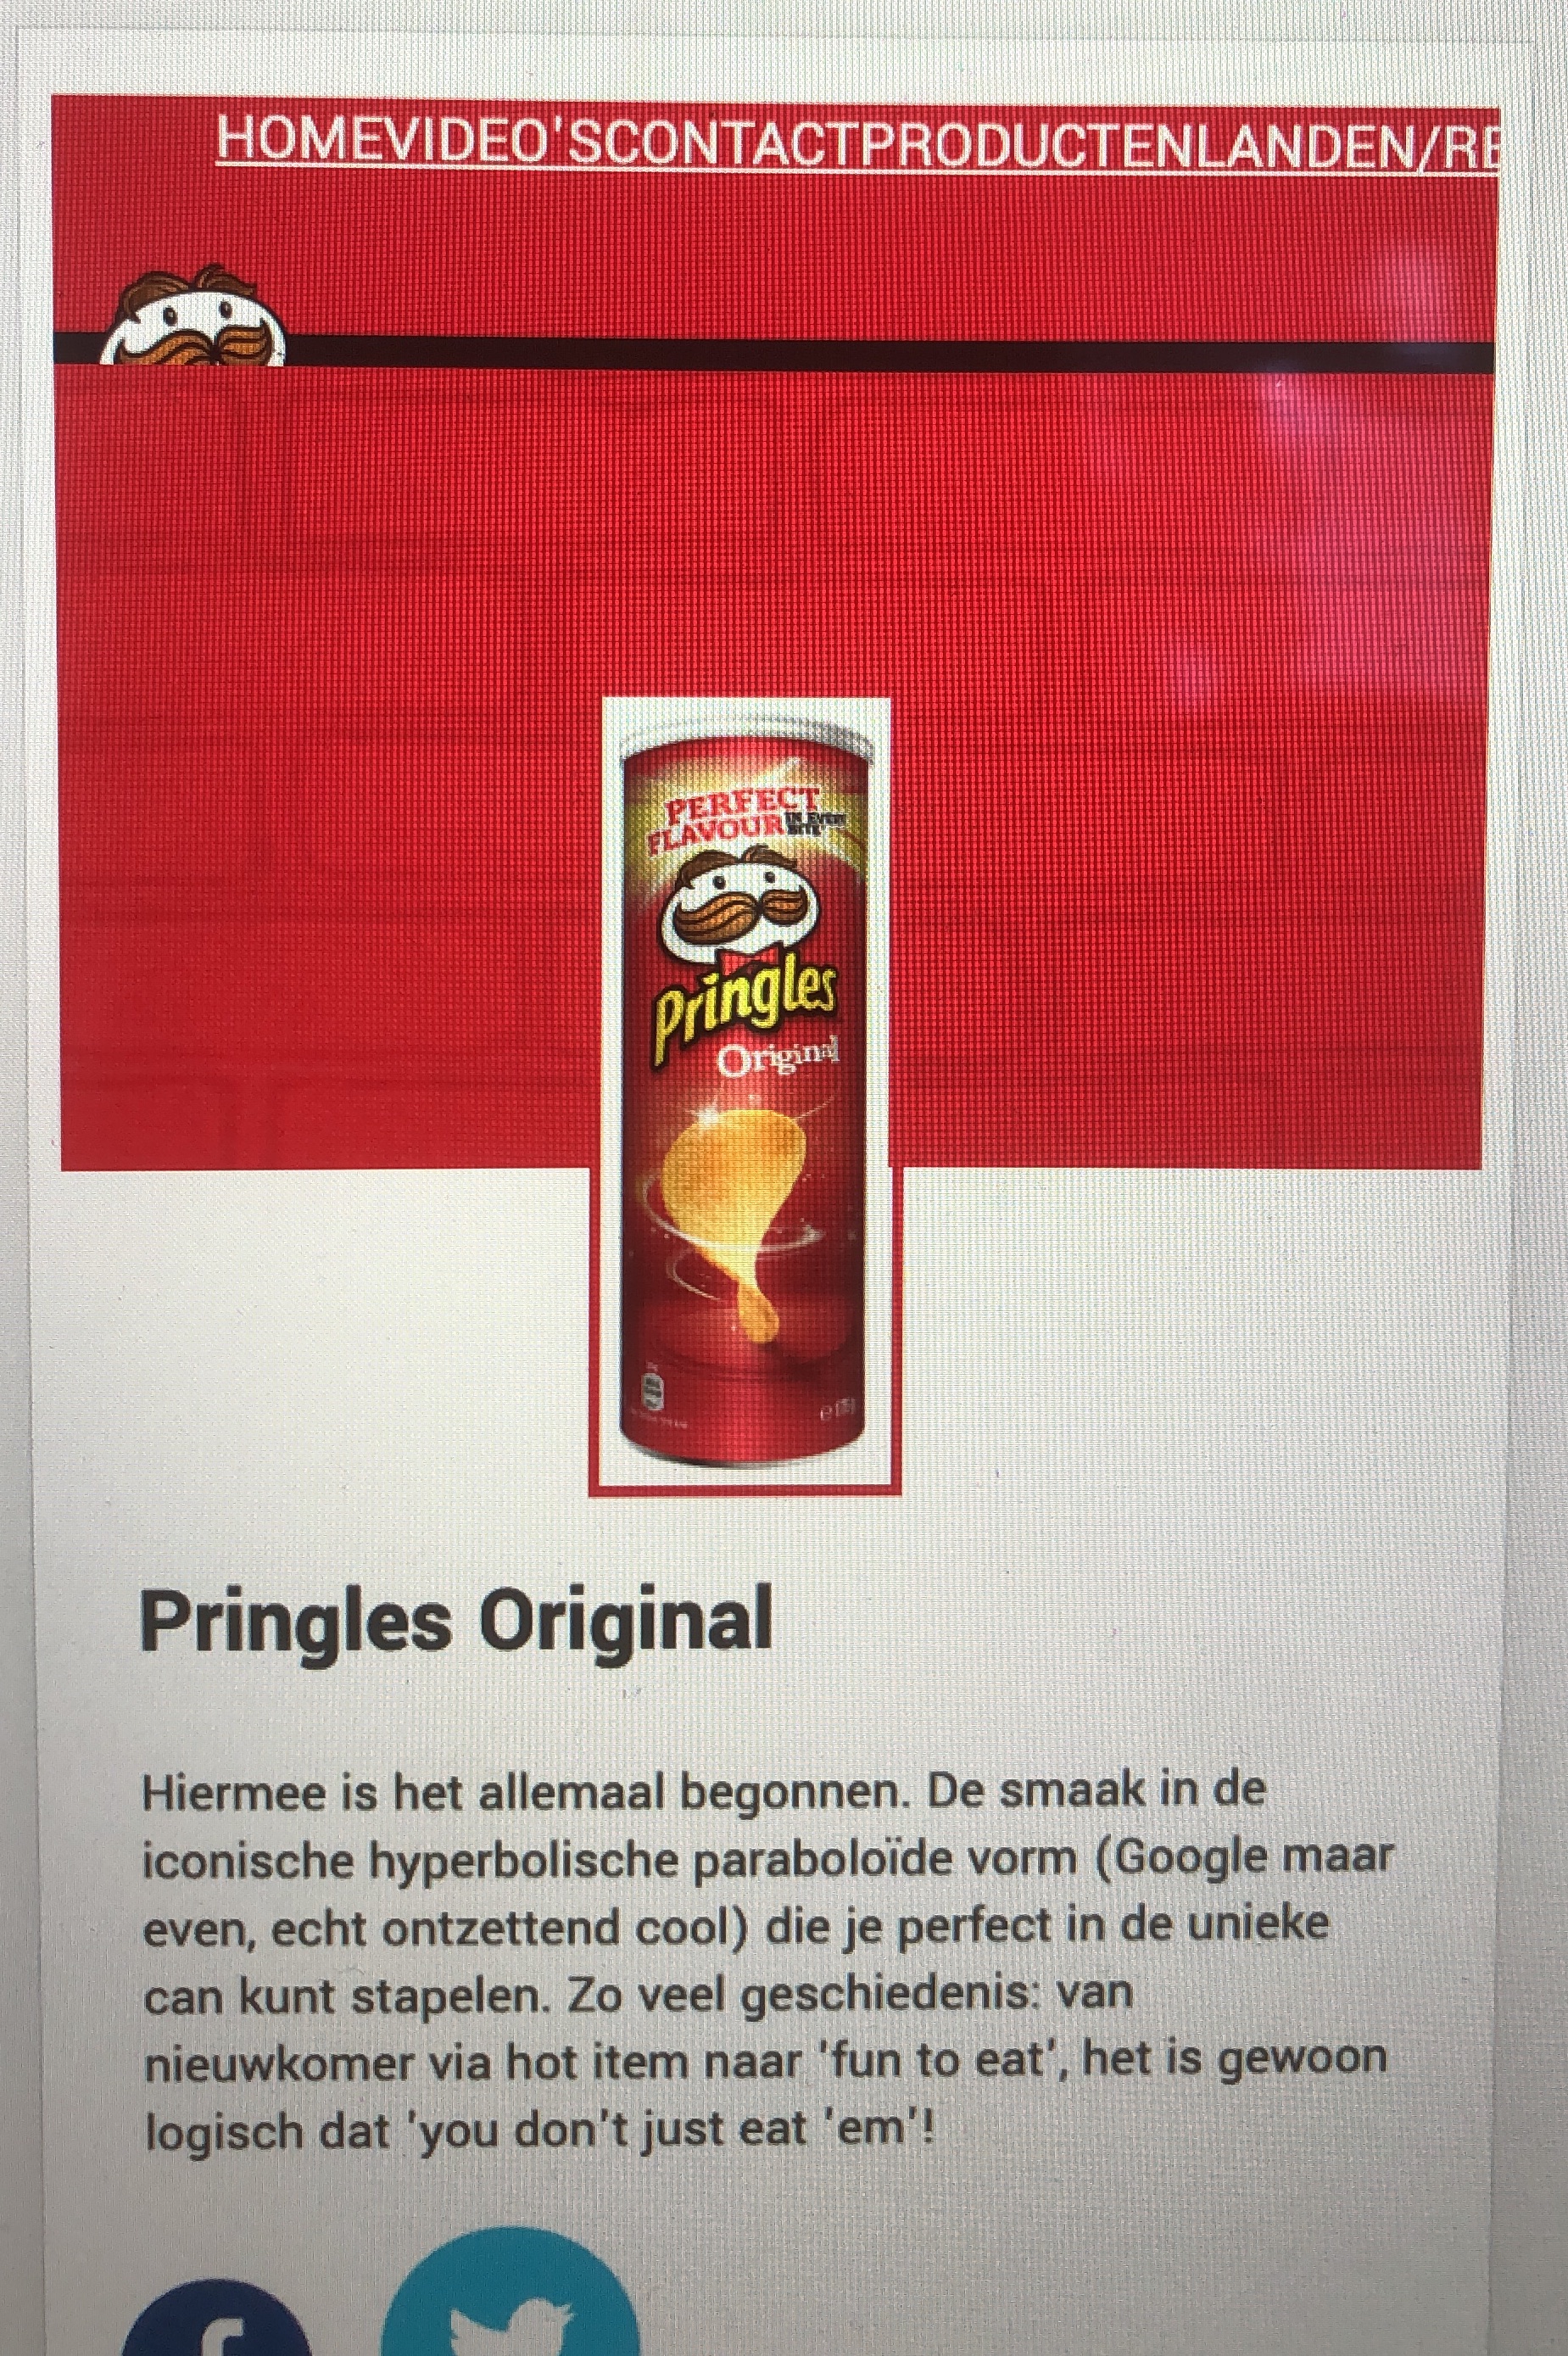 HOMEVIDEO'SCONTACTPRODUCTENLANDEN/RE
PERFECT
FLAVOUR IN EVERY
BITE
Pringles
Original
Pringles Original
Hiermee is het allemaal begonnen. De smaak in de
iconische hyperbolische paraboloïde vorm (Google maar
even, echt ontzettend cool) die je perfect in de unieke
can kunt stapelen. Zo veel geschiedenis: van
nieuwkomer via hot item naar 'fun to eat', het is gewoon
logisch dat 'you don't just eat 'em'!